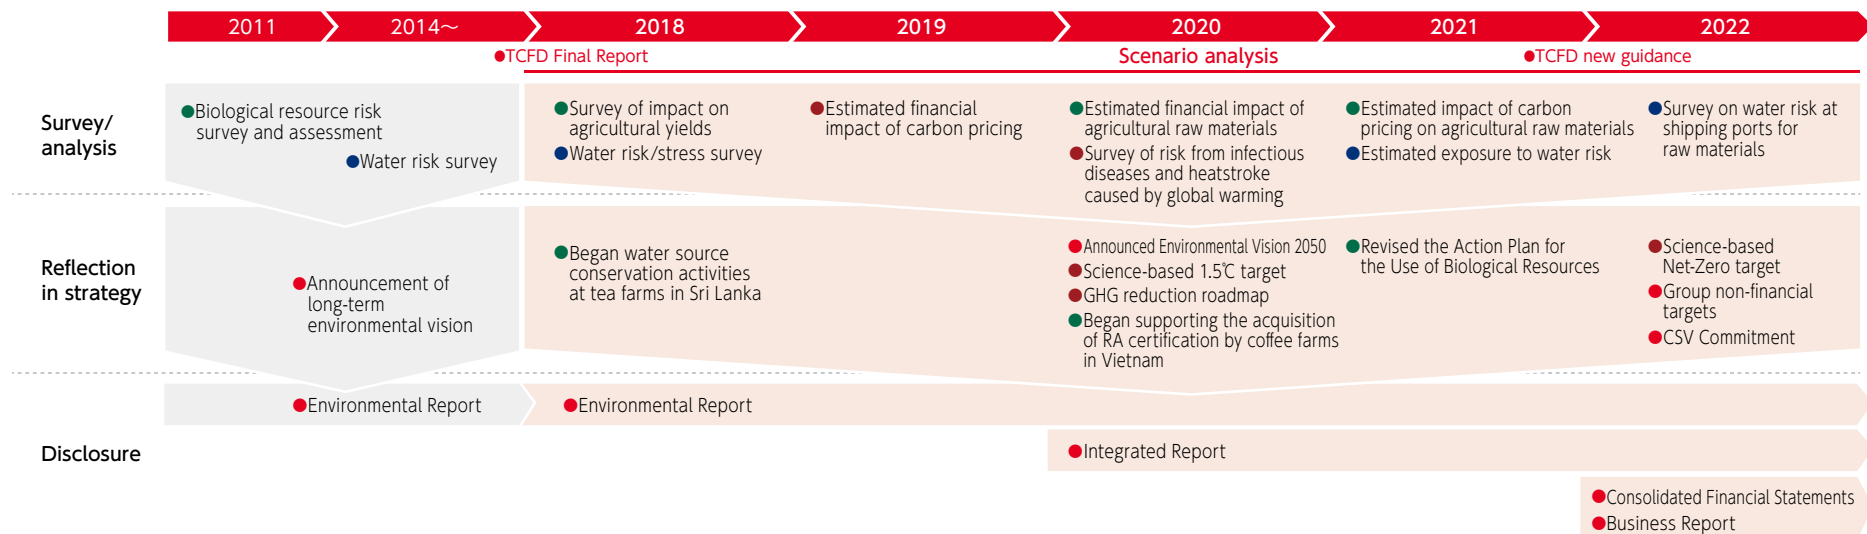 2011
2014～
2018
2019
2020
2021
2022
●TCFD Final Report
Scenario analysis
●TCFD new guidance
Survey/
analysis
●Biological resource risk
survey and assessment
●Water risk survey
●Survey of impact on
agricultural yields
●Water risk/stress survey
●Estimated financial
impact of carbon pricing
●Estimated financial impact of
agricultural raw materials
●Survey of risk from infectious
diseases and heatstroke
caused by global warming
●Estimated impact of carbon
pricing on agricultural raw materials
●Estimated exposure to water risk
●Survey on water risk at
shipping ports for
raw materials
Reflection
in strategy
●Announcement of
long-term
environmental vision
●Began water source
conservation activities
at tea farms in Sri Lanka
●Announced Environmental Vision 2050
●Science-based 1.5℃ target
●GHG reduction roadmap
●Began supporting the acquisition
of RA certification by coffee farms
in Vietnam
●Revised the Action Plan for
the Use of Biological Resources
●Science-based
Net-Zero target
●Group non-financial
targets
●CSV Commitment
Disclosure
●Environmental Report
●Environmental Report
●Integrated Report
●Consolidated Financial Statements
●Business Report